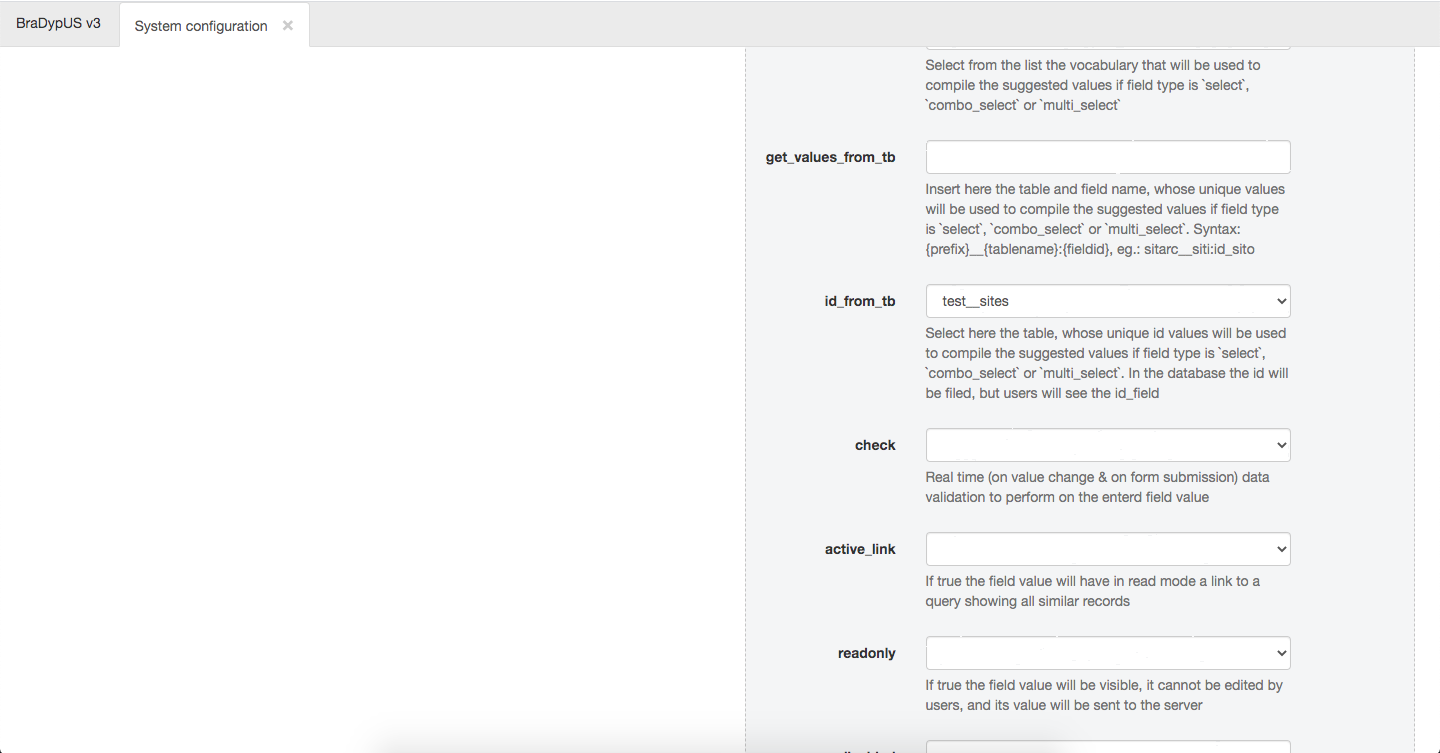 BraDypUS v3
System configuration ×
Select from the list the vocabulary that will be used to
compile the suggested values if field type is `select`,
`combo_select` or `multi_select`
get_values_from_tb
Insert here the table and field name, whose unique values
will be used to compile the suggested values if field type
is `select`, `combo_select` or `multi_select`. Syntax:
{prefix}__{tablename}:{fieldid}, eg.: sitarc__siti:id_sito
id_from_tb
test__sites
Select here the table, whose unique id values will be used
to compile the suggested values if field type is `select`,
`combo_select` or `multi_select`. In the database the id will
be filed, but users will see the id_field
check
Real time (on value change & on form submission) data
validation to perform on the enterd field value
active_link
If true the field value will have in read mode a link to a
query showing all similar records
readonly
If true the field value will be visible, it cannot be edited by
users, and its value will be sent to the server